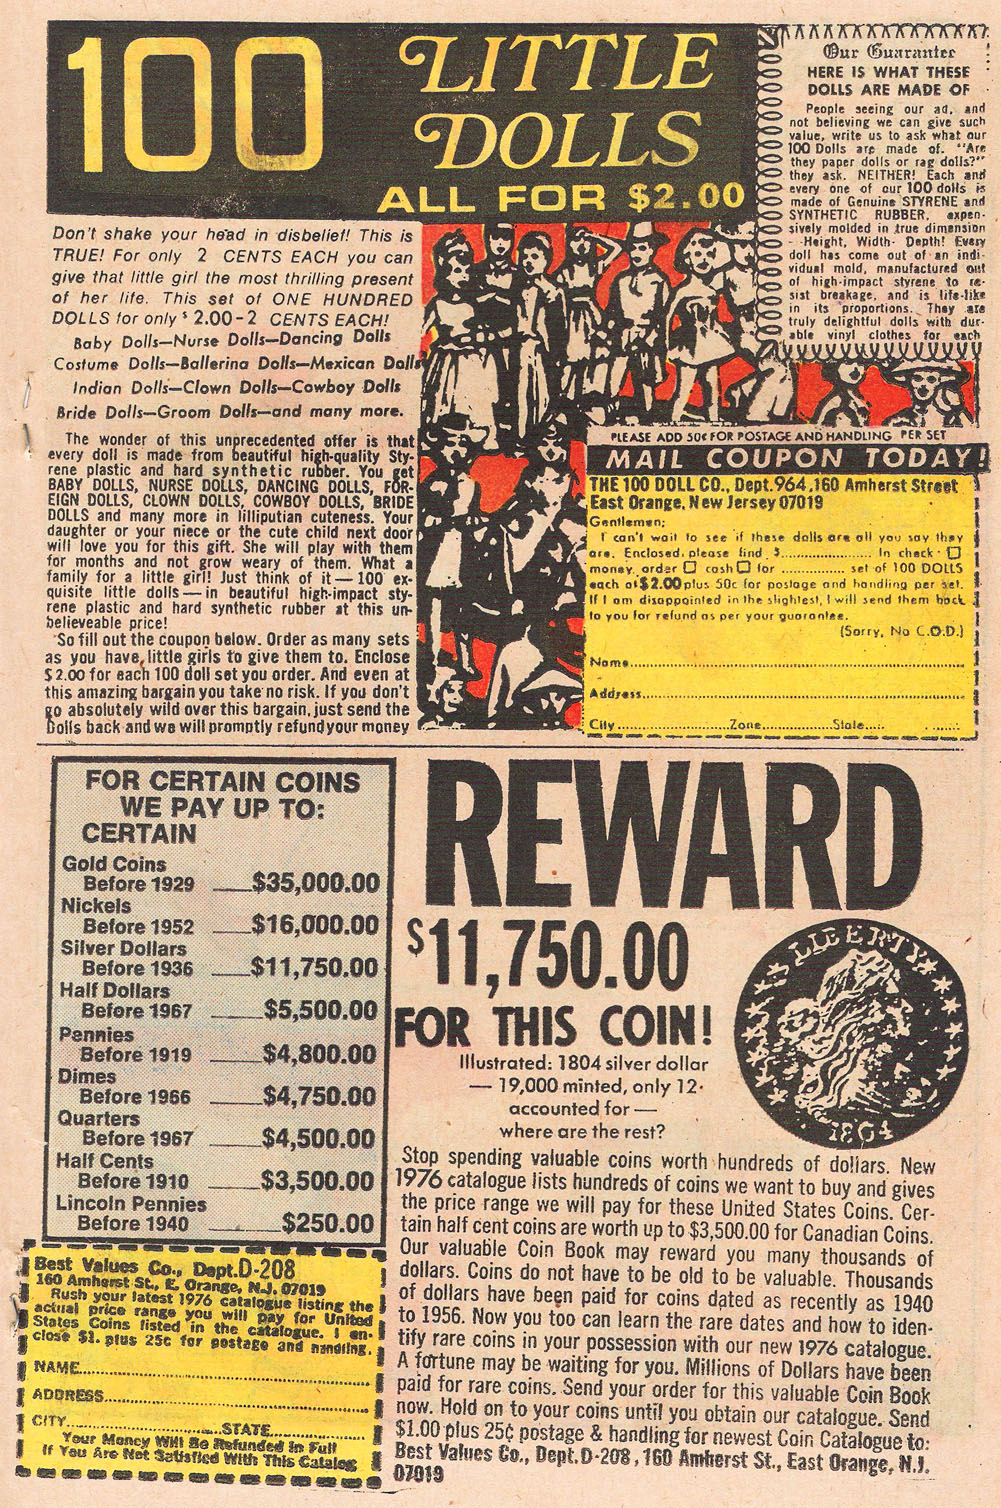 100
LITTLE
DOLLS
ALL FOR $2.00
Our Guarantee
HERE IS WHAT THESE
DOLLS ARE MADE OF
People seeing our ad, and
not believing we can give such
value, write us to ask what our
100 Dolls are made of. "Are
they paper dolls or rag dolls?"
they ask. NEITHER! Each and
every one of our 100 dolls is
made of Genuine STYRENE and
SYNTHETIC RUBBER, expen-
sively molded in true dimension
- Height, Width- Depth! Every
doll has come out of an indi-
vidual mold, manufactured out
of high-impact styrene to re-
sist breakage, and is life-like
in its proportions. They are
truly delightful dolls with dur-
able vinyl clothes for each
Don't shake your head in disbelief! This is
TRUE! For only 2 CENTS EACH you can
give that little girl the most thrilling present
of her life. This set of ONE HUNDRED
DOLLS for only $2.00-2 CENTS EACH!
Baby Dolls—Nurse Dolls—Dancing Dolls
Costume Dolls—Ballerina Dolls—Mexican Dolls
Indian Dolls—Clown Dolls—Cowboy Dolls
Bride Dolls—Groom Dolls—and many more.
The wonder of this unprecedented offer is that
every doll is made from beautiful high-quality Sty-
rene plastic and hard synthetic rubber. You get
BABY DOLLS, NURSE DOLLS, DANCING DOLLS, FOR-
EIGN DOLLS, CLOWN DOLLS, COWBOY DOLLS, BRIDE
DOLLS and many more in lilliputian cuteness. Your
daughter or your niece or the cute child next door
will love you for this gift. She will play with them
for months and not grow weary of them. What a
family for a little girl! Just think of it — 100 ex-
quisite little dolls — in beautiful high-impact sty-
rene plastic and hard synthetic rubber at this un-
believeable price!
So fill out the coupon below. Order as many sets
as you have little girls to give them to. Enclose
$2.00 for each 100 doll set you order. And even at
this amazing bargain you take no risk. If you don't
go absolutely wild over this bargain, just send the
Dolls back and we will promptly refund your money
PLEASE ADD 50¢ FOR POSTAGE AND HANDLING PER SET
MAIL COUPON TODAY!
THE 100 DOLL CO., Dept. 964, 160 Amherst Street
East Orange, New Jersey 07019
Gentlemen:
I can't wait to see if these dolls are all you say they
are. Enclosed, please find $.................... In check □
money order □ cash □ for .............. set of 100 DOLLS
each at $2.00 plus 50c for postage and handling per set.
If I am disappointed in the slightest, I will send them back
to you for refund as per your guarantee.
(Sorry, No C.O.D.)
Name............................................................
Address............................................................
City....................Zone....................State.....
FOR CERTAIN COINS
WE PAY UP TO:
CERTAIN
Gold Coins
Before 1929 ___$35,000.00
Nickels
Before 1952 ___$16,000.00
Silver Dollars
Before 1936 ___$11,750.00
Half Dollars
Before 1967 ___$5,500.00
Pennies
Before 1919 ___$4,800.00
Dimes
Before 1966 ___$4,750.00
Quarters
Before 1967 ___$4,500.00
Half Cents
Before 1910 ___$3,500.00
Lincoln Pennies
Before 1940 ___$250.00
Best Values Co., Dept. D-208
160 Amherst St., E. Orange, N.J. 07019
Rush your latest 1976 catalogue listing the
actual price range you will pay for United
States Coins listed in the catalogue. I en-
close $1. plus 25c for postage and handling.
NAME............................................................
ADDRESS............................................................
CITY..............................STATE....................
Your Money Will Be Refunded in Full
If You Are Not Satisfied With This Catalog
REWARD
$11,750.00
FOR THIS COIN!
LIBERTY
1804
Illustrated: 1804 silver dollar
— 19,000 minted, only 12
accounted for —
where are the rest?
Stop spending valuable coins worth hundreds of dollars. New
1976 catalogue lists hundreds of coins we want to buy and gives
the price range we will pay for these United States Coins. Cer-
tain half cent coins are worth up to $3,500.00 for Canadian Coins.
Our valuable Coin Book may reward you many thousands of
dollars. Coins do not have to be old to be valuable. Thousands
of dollars have been paid for coins dated as recently as 1940
to 1956. Now you too can learn the rare dates and how to iden-
tify rare coins in your possession with our new 1976 catalogue.
A fortune may be waiting for you. Millions of Dollars have been
paid for rare coins. Send your order for this valuable Coin Book
now. Hold on to your coins until you obtain our catalogue. Send
$1.00 plus 25¢ postage & handling for newest Coin Catalogue to:
Best Values Co., Dept. D-208, 160 Amherst St., East Orange, N.J.
07019